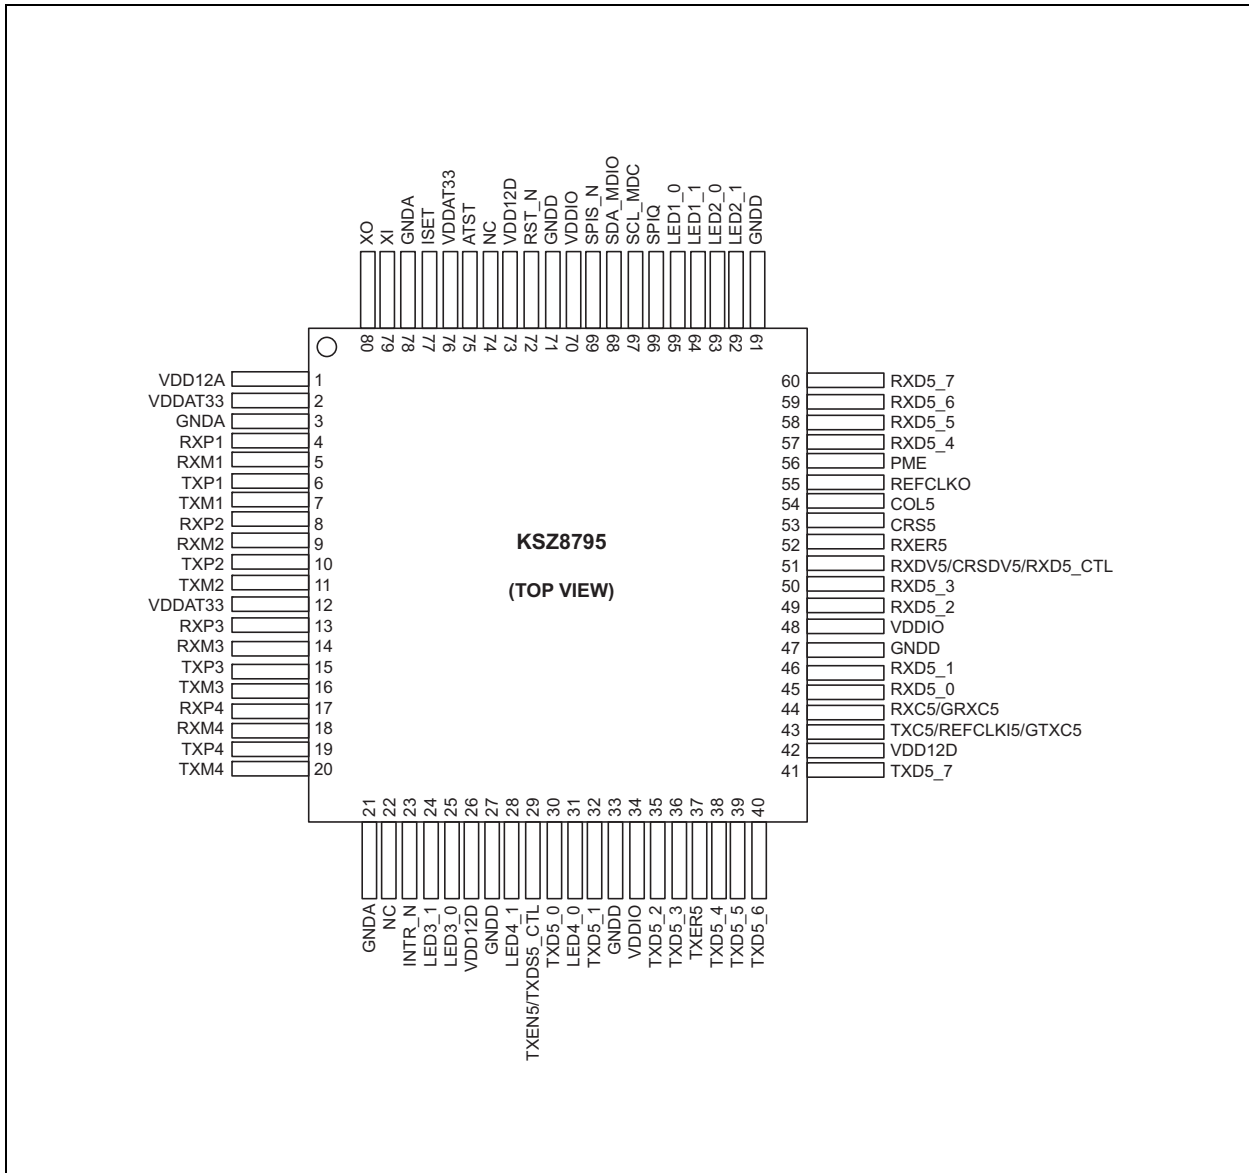 XO
XI
GNDA
ISET
VDDAT33
ATST
NC
VDD12D
RST_N
GNDD
VDDIO
SPIS_N
SDA_MDIO
SCL_MDC
SPIQ
LED1_0
LED1_1
LED2_0
LED2_1
GNDD
80
79
78
77
76
75
74
73
72
71
70
69
68
67
66
65
64
63
62
61
VDD12A 1
VDDAT33 2
GNDA 3
RXP1 4
RXM1 5
TXP1 6
TXM1 7
RXP2 8
RXM2 9
TXP2 10
TXM2 11
VDDAT33 12
RXP3 13
RXM3 14
TXP3 15
TXM3 16
RXP4 17
RXM4 18
TXP4 19
TXM4 20
KSZ8795
(TOP VIEW)
60 RXD5_7
59 RXD5_6
58 RXD5_5
57 RXD5_4
56 PME
55 REFCLKO
54 COL5
53 CRS5
52 RXER5
51 RXDV5/CRSDV5/RXD5_CTL
50 RXD5_3
49 RXD5_2
48 VDDIO
47 GNDD
46 RXD5_1
45 RXD5_0
44 RXC5/GRXC5
43 TXC5/REFCLKI5/GTXC5
42 VDD12D
41 TXD5_7
21
22
23
24
25
26
27
28
29
30
31
32
33
34
35
36
37
38
39
40
GNDA
NC
INTR_N
LED3_1
LED3_0
VDD12D
GNDD
LED4_1
TXEN5/TXDS5_CTL
TXD5_0
LED4_0
TXD5_1
GNDD
VDDIO
TXD5_2
TXD5_3
TXER5
TXD5_4
TXD5_5
TXD5_6